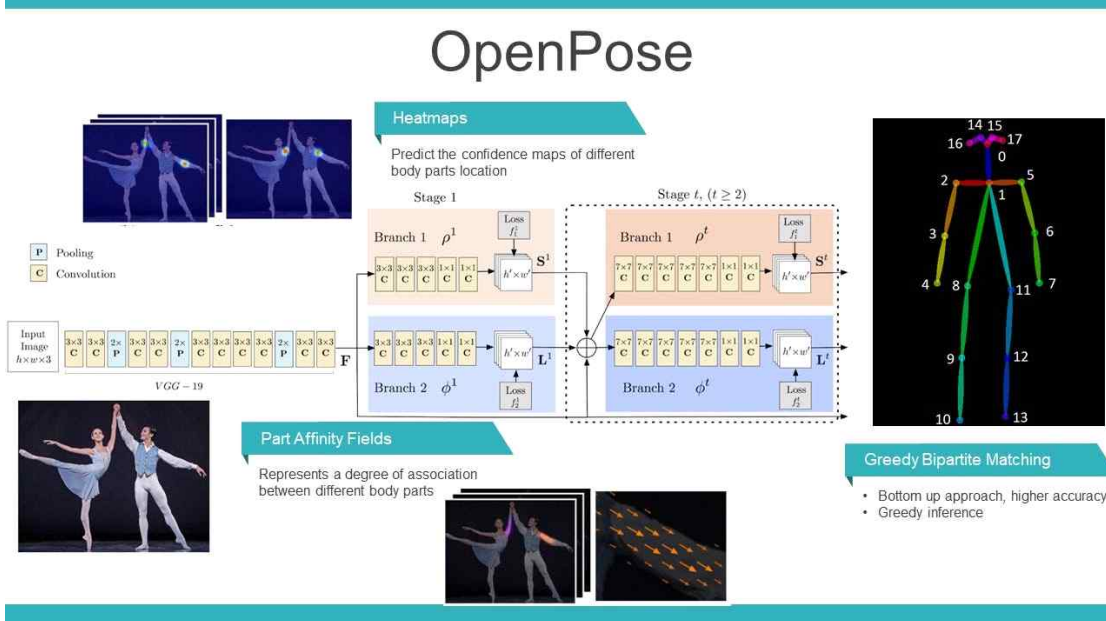 OpenPose
Heatmaps
Predict the confidence maps of different
body parts location
Stage 1
Stage t, (t ≥ 2)
P Pooling
C Convolution
Branch 1 ρ¹
3×3 C 3×3 C 3×3 C 1×1 C 1×1 C
Loss
f¹₁
h'×w'
S¹
Branch 1 ρᵗ
7×7 C 7×7 C 7×7 C 7×7 C 7×7 C 1×1 C 1×1 C
Loss
fᵗ₁
h'×w'
Sᵗ
Input
Image
h×w×3
3×3 C 3×3 C 2× P 3×3 C 3×3 C 2× P 3×3 C 3×3 C 3×3 C 3×3 C 2× P 3×3 C 3×3 C
F
VGG – 19
3×3 C 3×3 C 3×3 C 1×1 C 1×1 C
h'×w'
L¹
Branch 2 ϕ¹
Loss
7×7 C 7×7 C 7×7 C 7×7 C 7×7 C 1×1 C 1×1 C
h'×w'
Lᵗ
Branch 2 ϕᵗ
Loss
14 15
16 17
0
2 5
1
3 6
4 8 7
11
9 12
10 13
Part Affinity Fields
Represents a degree of association
between different body parts
Greedy Bipartite Matching
• Bottom up approach, higher accuracy
• Greedy inference